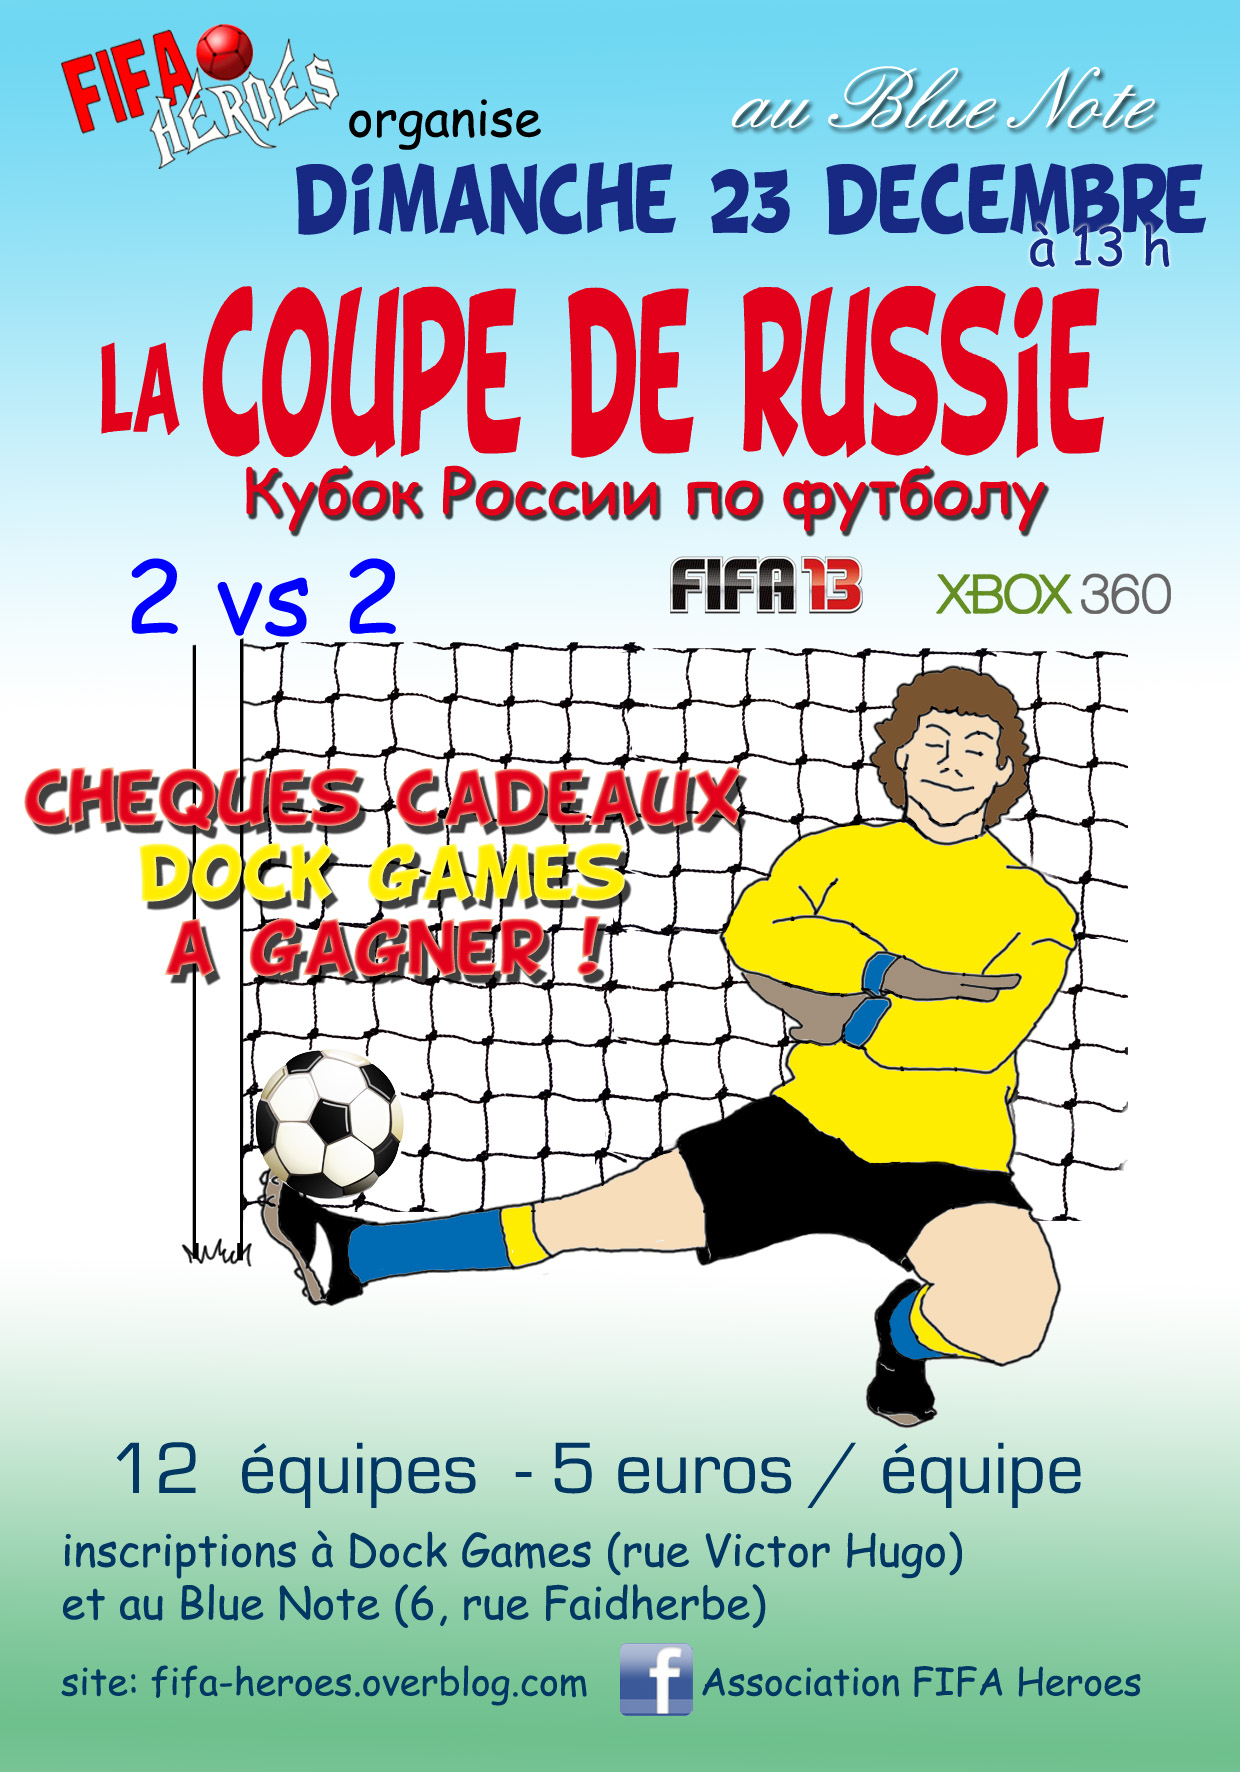 FIFA HEROES
organise
au Blue Note
DiMANCHE 23 DECEMBRE
à 13 h
LA COUPE DE RUSSiE
Кубок России по футболу
2 vs 2
FIFA 13
XBOX 360
CHEQUES CADEAUX
DOCK GAMES
A GAGNER !
12 équipes - 5 euros / équipe
inscriptions à Dock Games (rue Victor Hugo)
et au Blue Note (6, rue Faidherbe)
site: fifa-heroes.overblog.com f Association FIFA Heroes